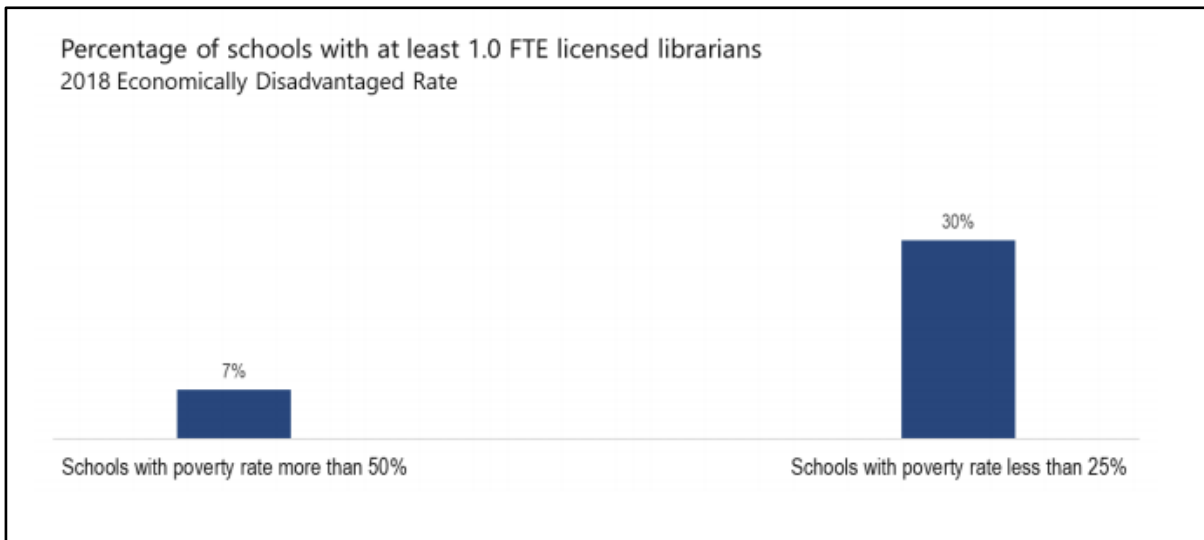 Percentage of schools with at least 1.0 FTE licensed librarians
2018 Economically Disadvantaged Rate
30%
7%
Schools with poverty rate more than 50%
Schools with poverty rate less than 25%